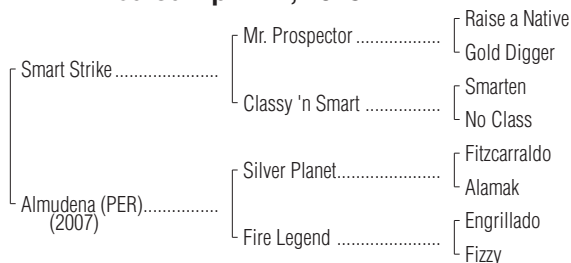 Raise a Native
Mr. Prospector ..................
Gold Digger
Smart Strike ......................
Smarten
Classy 'n Smart ................
No Class
Fitzcarraldo
Silver Planet......................
Alamak
Almudena (PER)................
(2007)
Engrillado
Fire Legend ......................
Fizzy